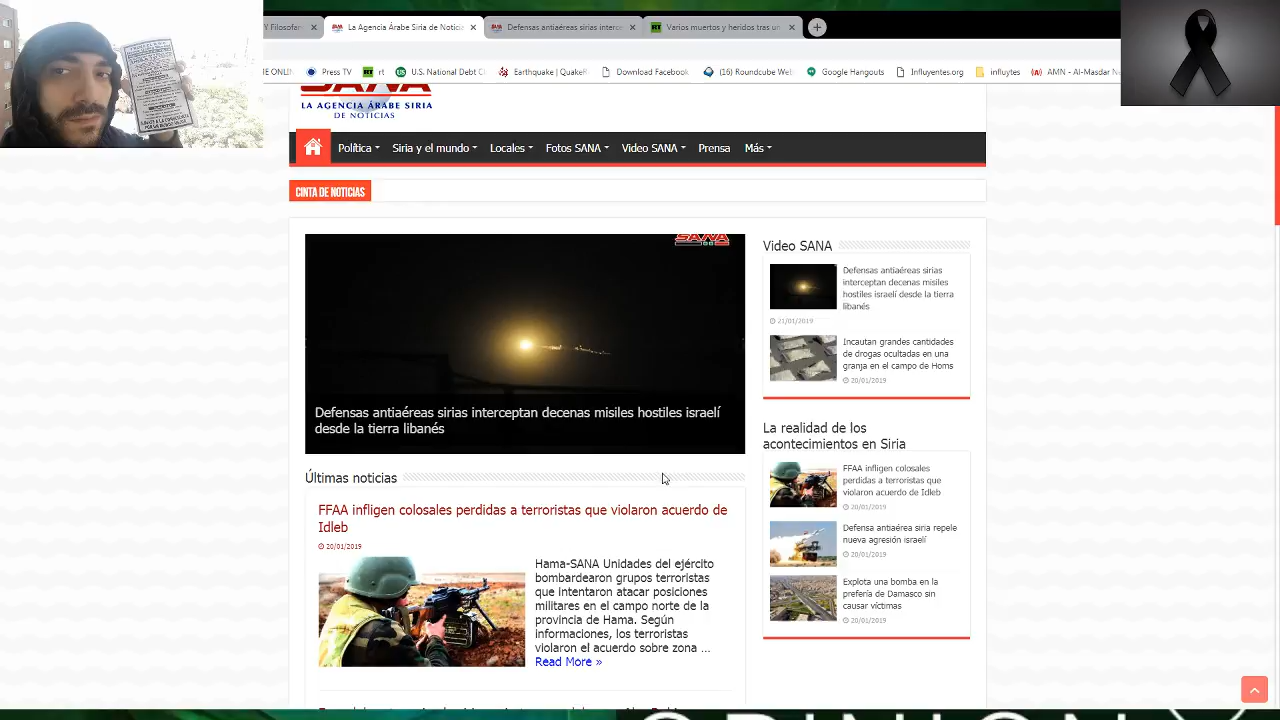 Filosofar
La Agencia Árabe Siria de Noticia
Defensas antiaéreas sirias interce
Varios muertos y heridos tras un
ONLIN
Press TV
rt
U.S. National Debt C
Earthquake | QuakeP
Download Facebook
(16) Roundcube Web
Google Hangouts
Influyentes.org
influytes
AMN - Al-Masdar N
SANA
LA AGENCIA ÁRABE SIRIA
DE NOTICIAS
Política
Siria y el mundo
Locales
Fotos SANA
Video SANA
Prensa
Más
CINTA DE NOTICIAS
SANA
Defensas antiaéreas sirias interceptan decenas misiles hostiles israelí
desde la tierra libanés
Últimas noticias
FFAA infligen colosales perdidas a terroristas que violaron acuerdo de
Idleb
20/01/2019
Hama-SANA Unidades del ejército
bombardearon grupos terroristas
que intentaron atacar posiciones
militares en el campo norte de la
provincia de Hama. Según
informaciones, los terroristas
violaron el acuerdo sobre zona ...
Read More »
Video SANA
Defensas antiaéreas sirias
interceptan decenas misiles
hostiles israelí desde la tierra
libanés
21/01/2019
Incautan grandes cantidades
de drogas ocultadas en una
granja en el campo de Homs
20/01/2019
La realidad de los
acontecimientos en Siria
FFAA infligen colosales
perdidas a terroristas que
violaron acuerdo de Idleb
20/01/2019
Defensa antiaérea siria repele
nueva agresión israelí
20/01/2019
Explota una bomba en la
prefería de Damasco sin
causar víctimas
20/01/2019
OPINION Y